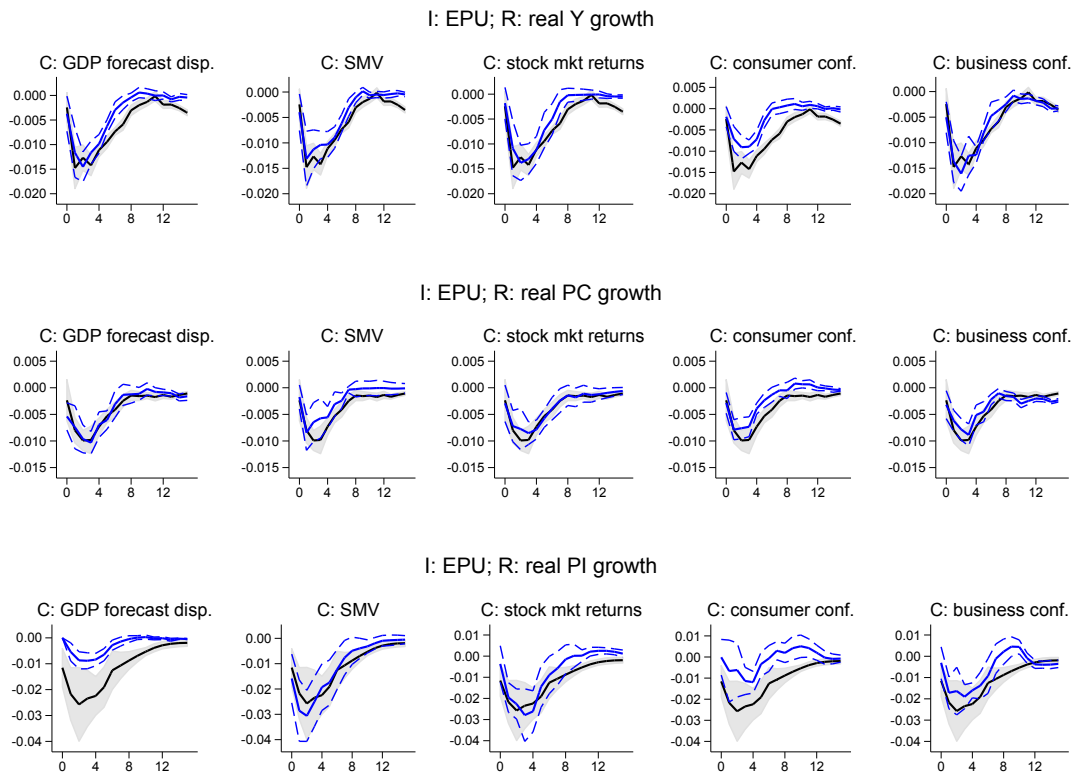 I: EPU; R: real Y growth
C: GDP forecast disp. C: SMV C: stock mkt returns C: consumer conf. C: business conf.
0.000 0.000 0.000 0.005 0.000
-0.005 -0.005 -0.005 0.000 -0.005
-0.010 -0.010 -0.010 -0.005 -0.010
-0.015 -0.015 -0.015 -0.010 -0.015
-0.020 -0.020 -0.020 -0.015 -0.020
-0.020
0 4 8 12 0 4 8 12 0 4 8 12 0 4 8 12 0 4 8 12
I: EPU; R: real PC growth
C: GDP forecast disp. C: SMV C: stock mkt returns C: consumer conf. C: business conf.
0.005 0.005 0.005 0.005 0.005
0.000 0.000 0.000 0.000 0.000
-0.005 -0.005 -0.005 -0.005 -0.005
-0.010 -0.010 -0.010 -0.010 -0.010
-0.015 -0.015 -0.015 -0.015 -0.015
0 4 8 12 0 4 8 12 0 4 8 12 0 4 8 12 0 4 8 12
I: EPU; R: real PI growth
C: GDP forecast disp. C: SMV C: stock mkt returns C: consumer conf. C: business conf.
0.00 0.00 0.01 0.01 0.01
-0.01 -0.01 0.00 0.00 0.00
-0.02 -0.02 -0.01 -0.01 -0.01
-0.03 -0.03 -0.02 -0.02 -0.02
-0.04 -0.04 -0.03 -0.03 -0.03
-0.04 -0.04 -0.04
0 4 8 12 0 4 8 12 0 4 8 12 0 4 8 12 0 4 8 12